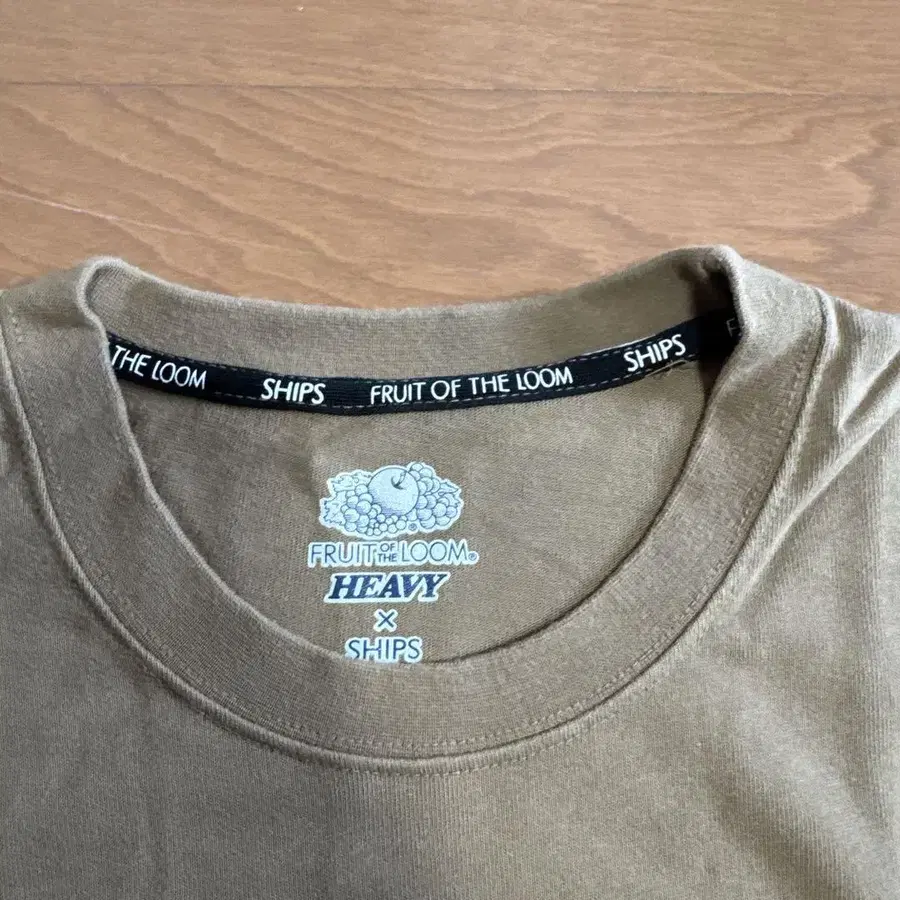 THE LOOM SHIPS FRUIT OF THE LOOM SHIPS F
FRUIT OF THE LOOM®
HEAVY
×
SHIPS